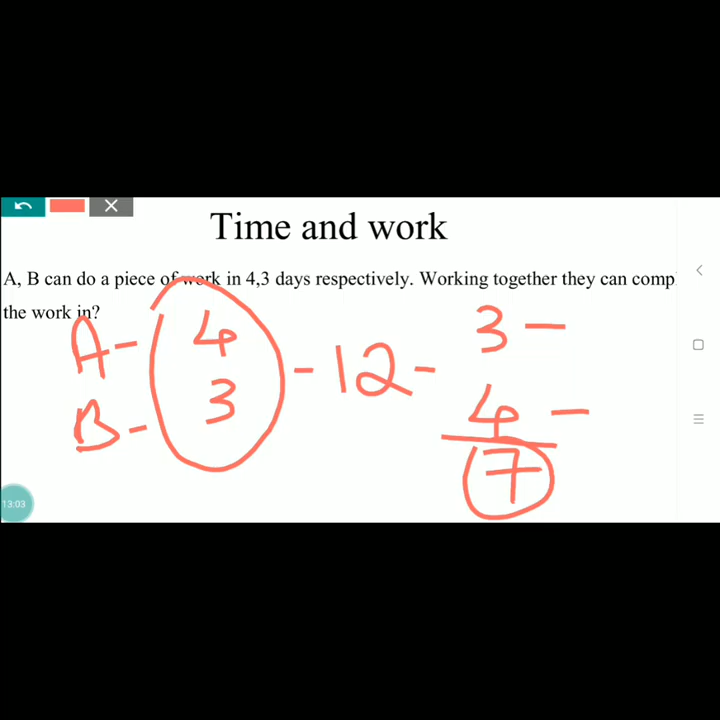 Time and work
A, B can do a piece of work in 4,3 days respectively. Working together they can comp
the work in?
A- 4 - 12 - 3 -
B- 3 4 -
7
13:03